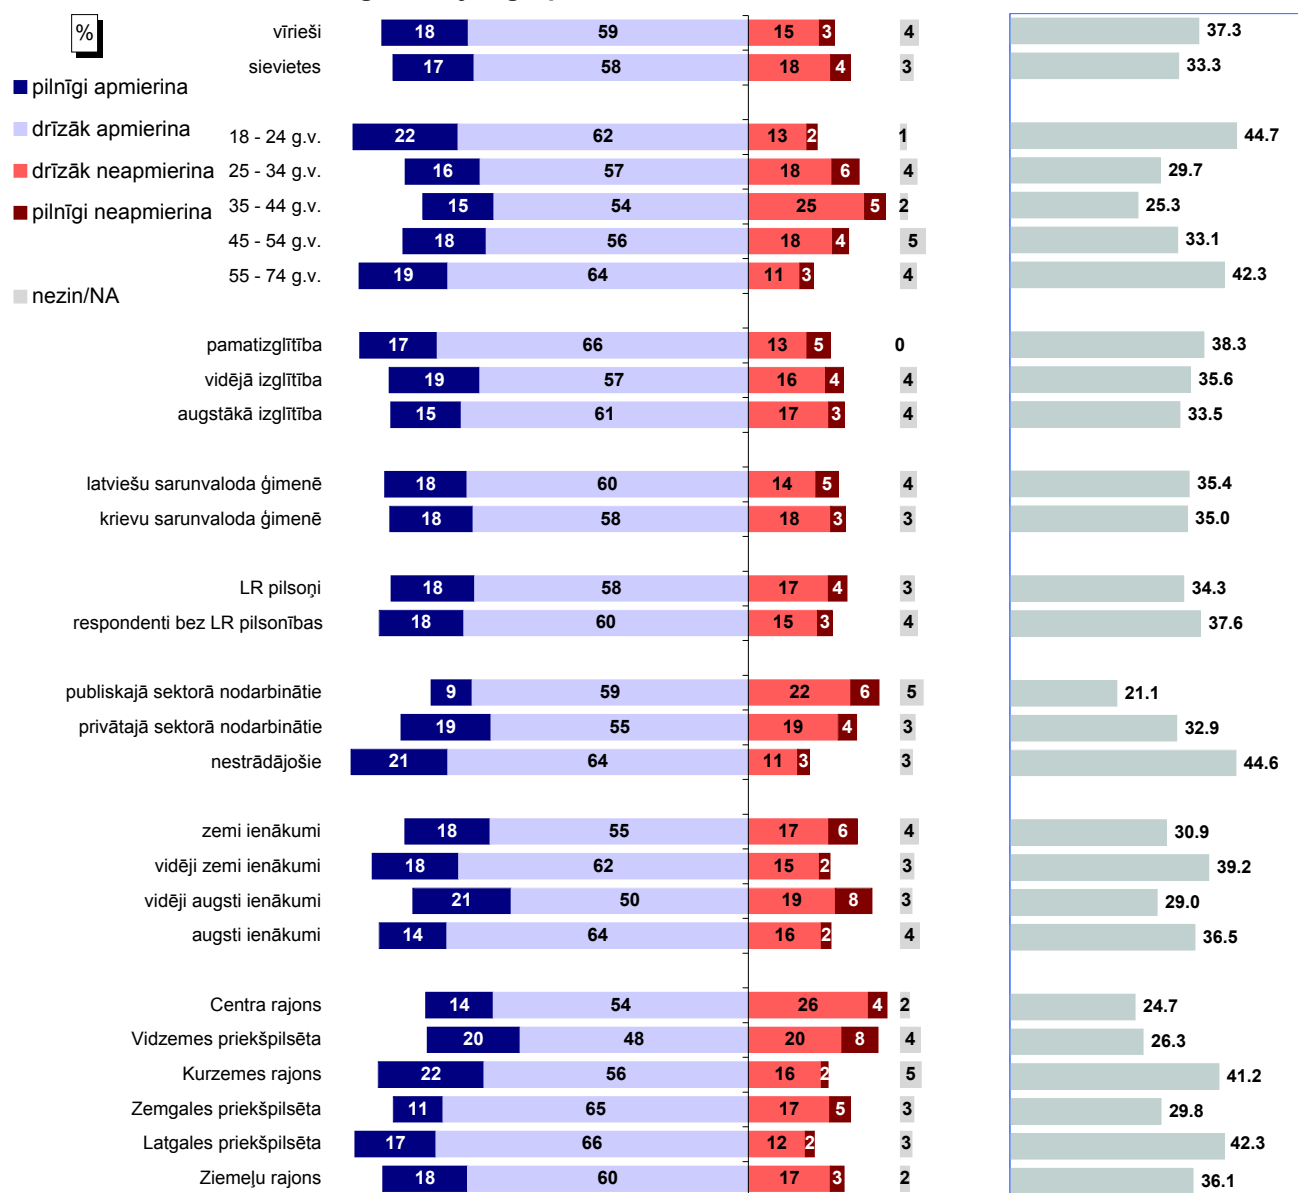 %
pilnīgi apmierina
drīzāk apmierina
drīzāk neapmierina
pilnīgi neapmierina
nezin/NA
vīrieši 18 59 15 3 4 37.3
sievietes 17 58 18 4 3 33.3
18 - 24 g.v. 22 62 13 2 1 44.7
25 - 34 g.v. 16 57 18 6 4 29.7
35 - 44 g.v. 15 54 25 5 2 25.3
45 - 54 g.v. 18 56 18 4 5 33.1
55 - 74 g.v. 19 64 11 3 4 42.3
pamatizglītība 17 66 13 5 0 38.3
vidējā izglītība 19 57 16 4 4 35.6
augstākā izglītība 15 61 17 3 4 33.5
latviešu sarunvaloda ģimenē 18 60 14 5 4 35.4
krievu sarunvaloda ģimenē 18 58 18 3 3 35.0
LR pilsoņi 18 58 17 4 3 34.3
respondenti bez LR pilsonības 18 60 15 3 4 37.6
publiskajā sektorā nodarbinātie 9 59 22 6 5 21.1
privātajā sektorā nodarbinātie 19 55 19 4 3 32.9
nestrādājošie 21 64 11 3 3 44.6
zemi ienākumi 18 55 17 6 4 30.9
vidēji zemi ienākumi 18 62 15 2 3 39.2
vidēji augsti ienākumi 21 50 19 8 3 29.0
augsti ienākumi 14 64 16 2 4 36.5
Centra rajons 14 54 26 4 2 24.7
Vidzemes priekšpilsēta 20 48 20 8 4 26.3
Kurzemes rajons 22 56 16 2 5 41.2
Zemgales priekšpilsēta 11 65 17 5 3 29.8
Latgales priekšpilsēta 17 66 12 2 3 42.3
Ziemeļu rajons 18 60 17 3 2 36.1